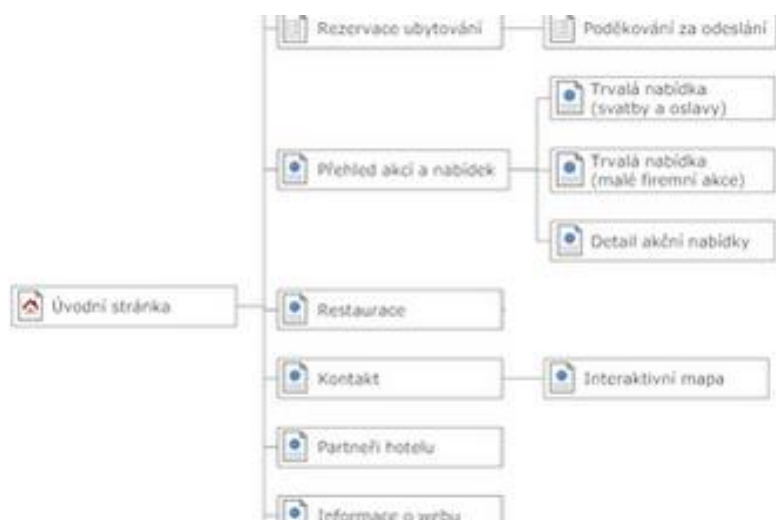 Rezervace ubytování
Poděkování za odeslání
Trvalá nabídka
(svatby a oslavy)
Přehled akcí a nabídek
Trvalá nabídka
(malé firemní akce)
Detail akční nabídky
Úvodní stránka
Restaurace
Kontakt
Interaktivní mapa
Partneři hotelu
Informace o webu